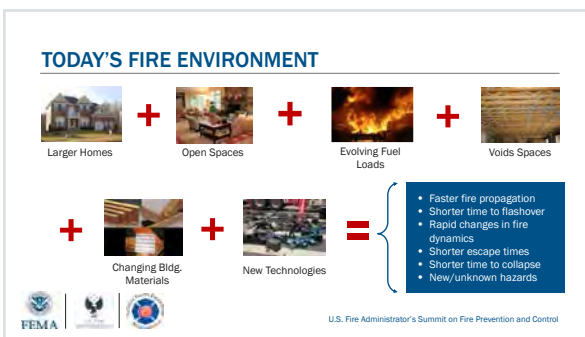 TODAY'S FIRE ENVIRONMENT
Larger Homes
Open Spaces
Evolving Fuel
Loads
Voids Spaces
Changing Bldg.
Materials
New Technologies
• Faster fire propagation
• Shorter time to flashover
• Rapid changes in fire
dynamics
• Shorter escape times
• Shorter time to collapse
• New/unknown hazards
FEMA
U.S. Fire Administrator's Summit on Fire Prevention and Control